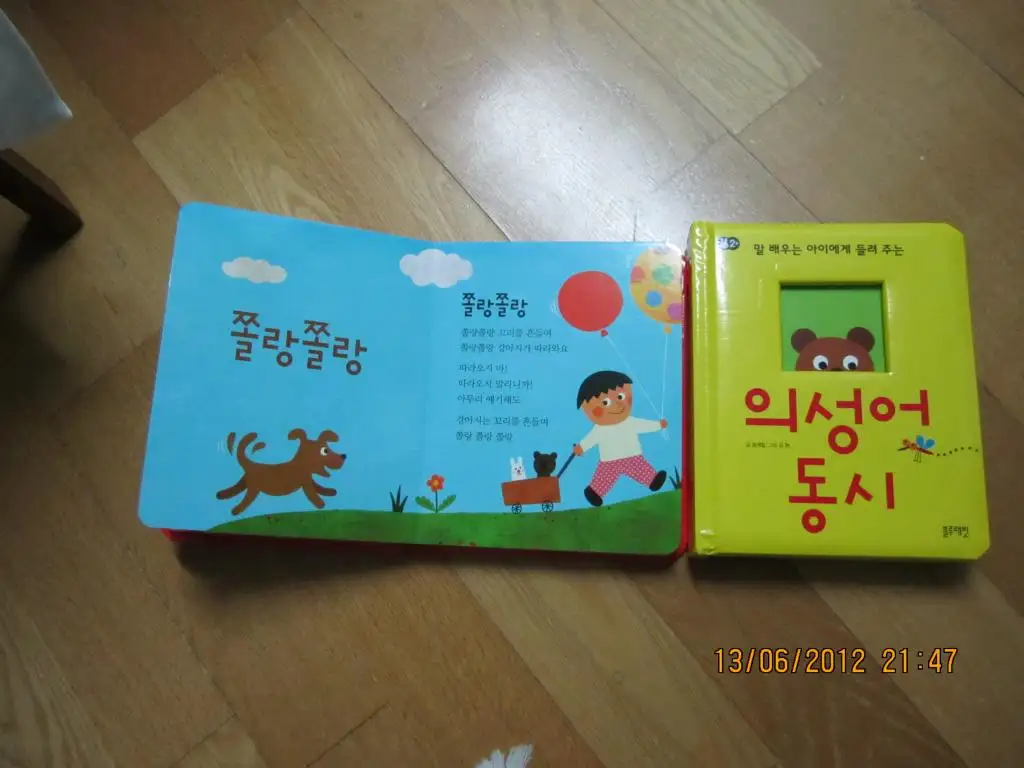 쫄랑쫄랑
쫄랑쫄랑
쫄랑쫄랑 꼬리를 흔들며
쫄랑쫄랑 강아지가 따라와요
따라오지 마!
따라오지 말라니까!
아무리 얘기해도
강아지는 꼬리를 흔들며
쫄랑 쫄랑 쫄랑
말 배우는 아이에게 들려 주는
의성어
동시
블루래빗
13/06/2012 21:47